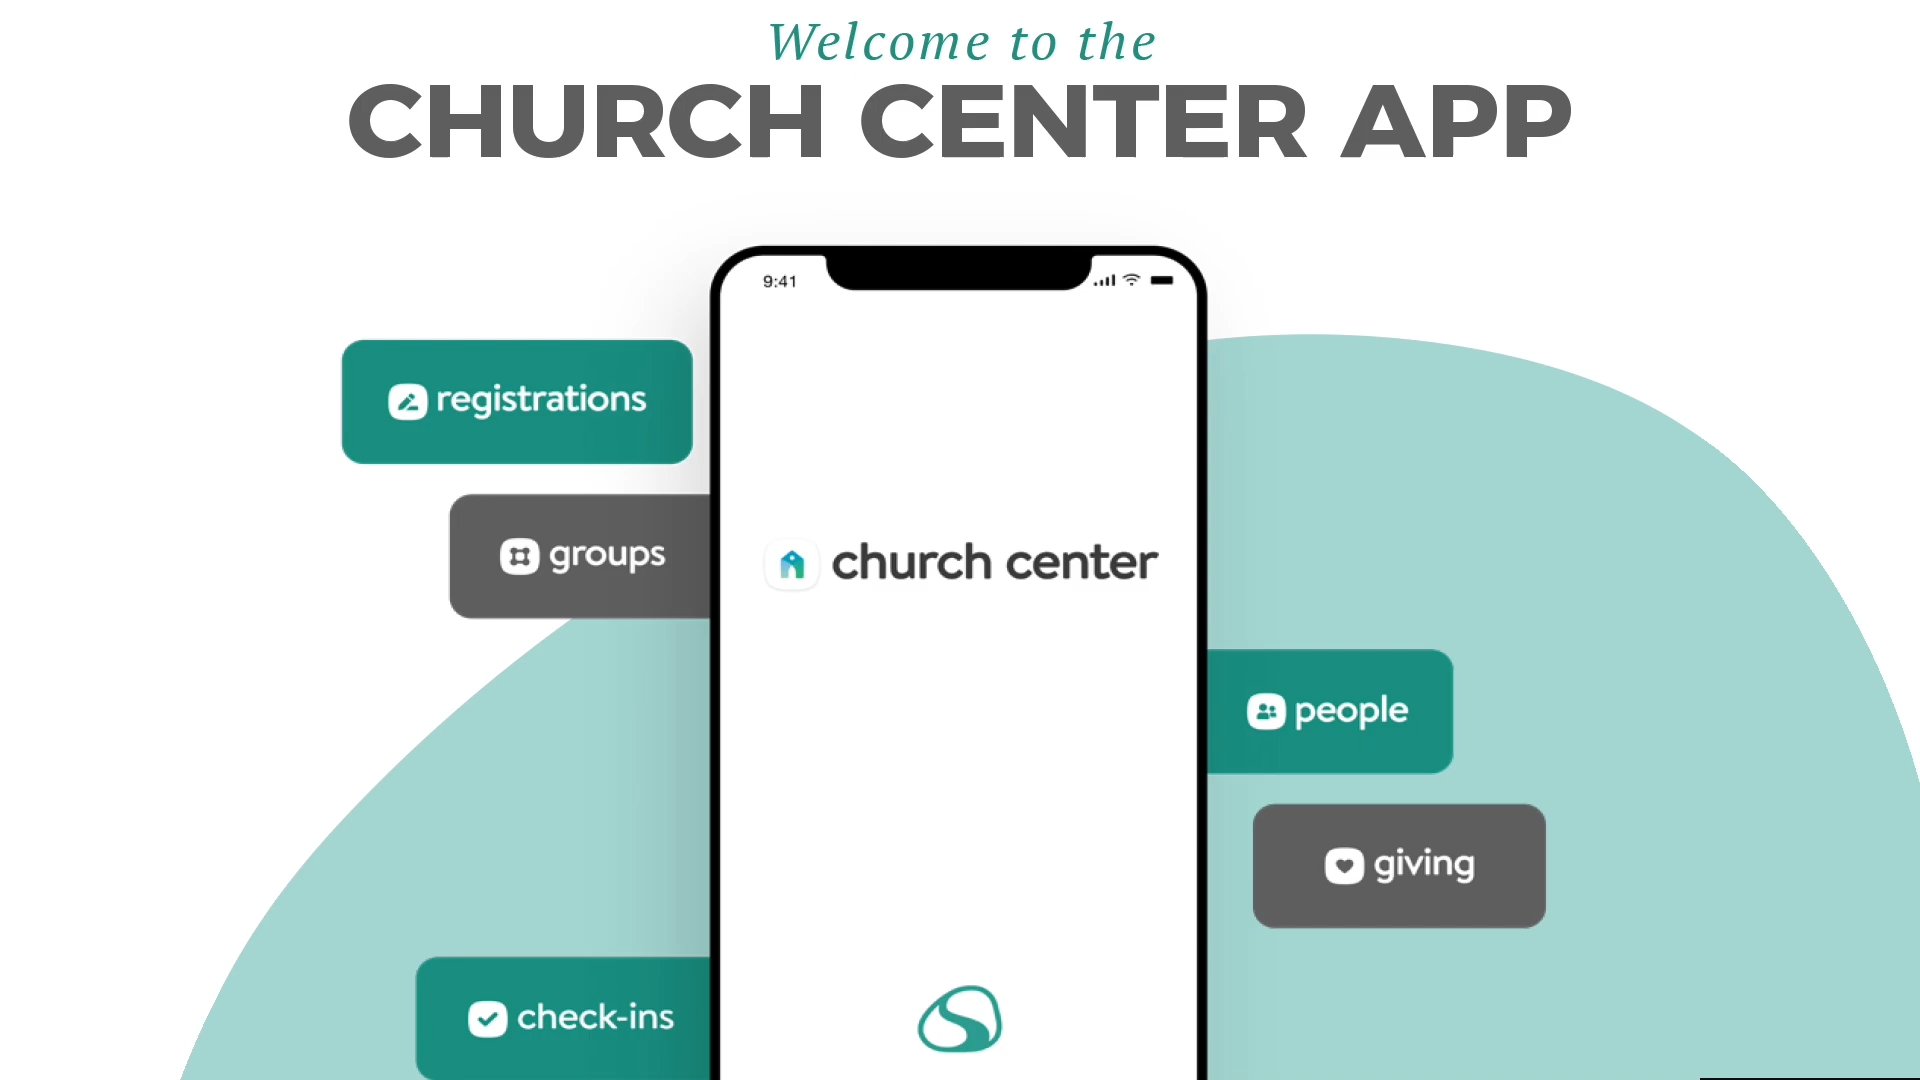 Welcome to the
CHURCH CENTER APP
9:41
registrations
groups
church center
people
giving
check-ins